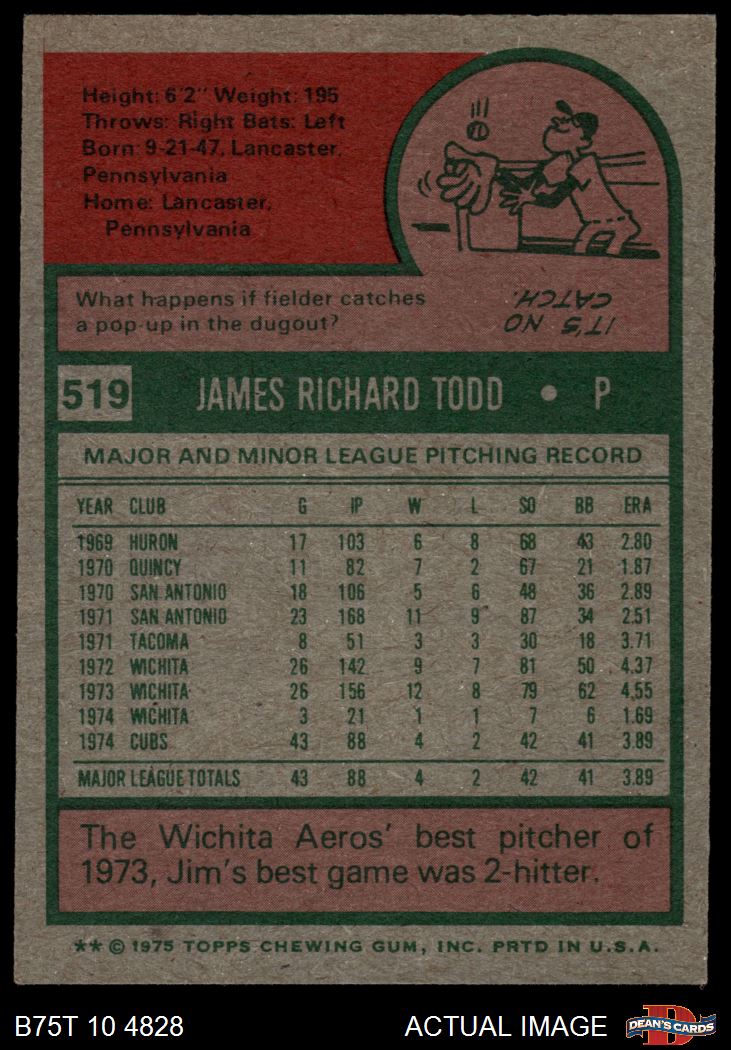 Height: 6'2" Weight: 195
Throws: Right Bats: Left
Born: 9-21-47, Lancaster,
Pennsylvania
Home: Lancaster,
Pennsylvania
What happens if fielder catches
a pop-up in the dugout?
IT'S NO
CATCH.
519 JAMES RICHARD TODD • P
MAJOR AND MINOR LEAGUE PITCHING RECORD
YEAR CLUB G IP W L SO BB ERA
1969 HURON 17 103 6 8 68 43 2.80
1970 QUINCY 11 82 7 2 67 21 1.87
1970 SAN ANTONIO 18 106 5 6 48 36 2.89
1971 SAN ANTONIO 23 168 11 9 87 34 2.51
1971 TACOMA 8 51 3 3 30 18 3.71
1972 WICHITA 26 142 9 7 81 50 4.37
1973 WICHITA 26 156 12 8 79 62 4.55
1974 WICHITA 3 21 1 1 7 6 1.69
1974 CUBS 43 88 4 2 42 41 3.89
MAJOR LEAGUE TOTALS 43 88 4 2 42 41 3.89
The Wichita Aeros' best pitcher of
1973, Jim's best game was 2-hitter.
** © 1975 TOPPS CHEWING GUM, INC. PRTD IN U.S.A.
B75T 10 4828 ACTUAL IMAGE DEAN'S CARDS